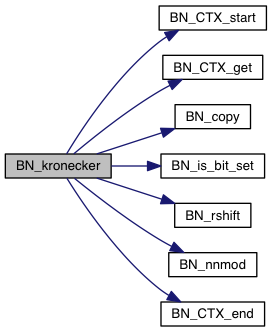 BN_CTX_start
BN_CTX_get
BN_copy
BN_kronecker
BN_is_bit_set
BN_rshift
BN_nnmod
BN_CTX_end